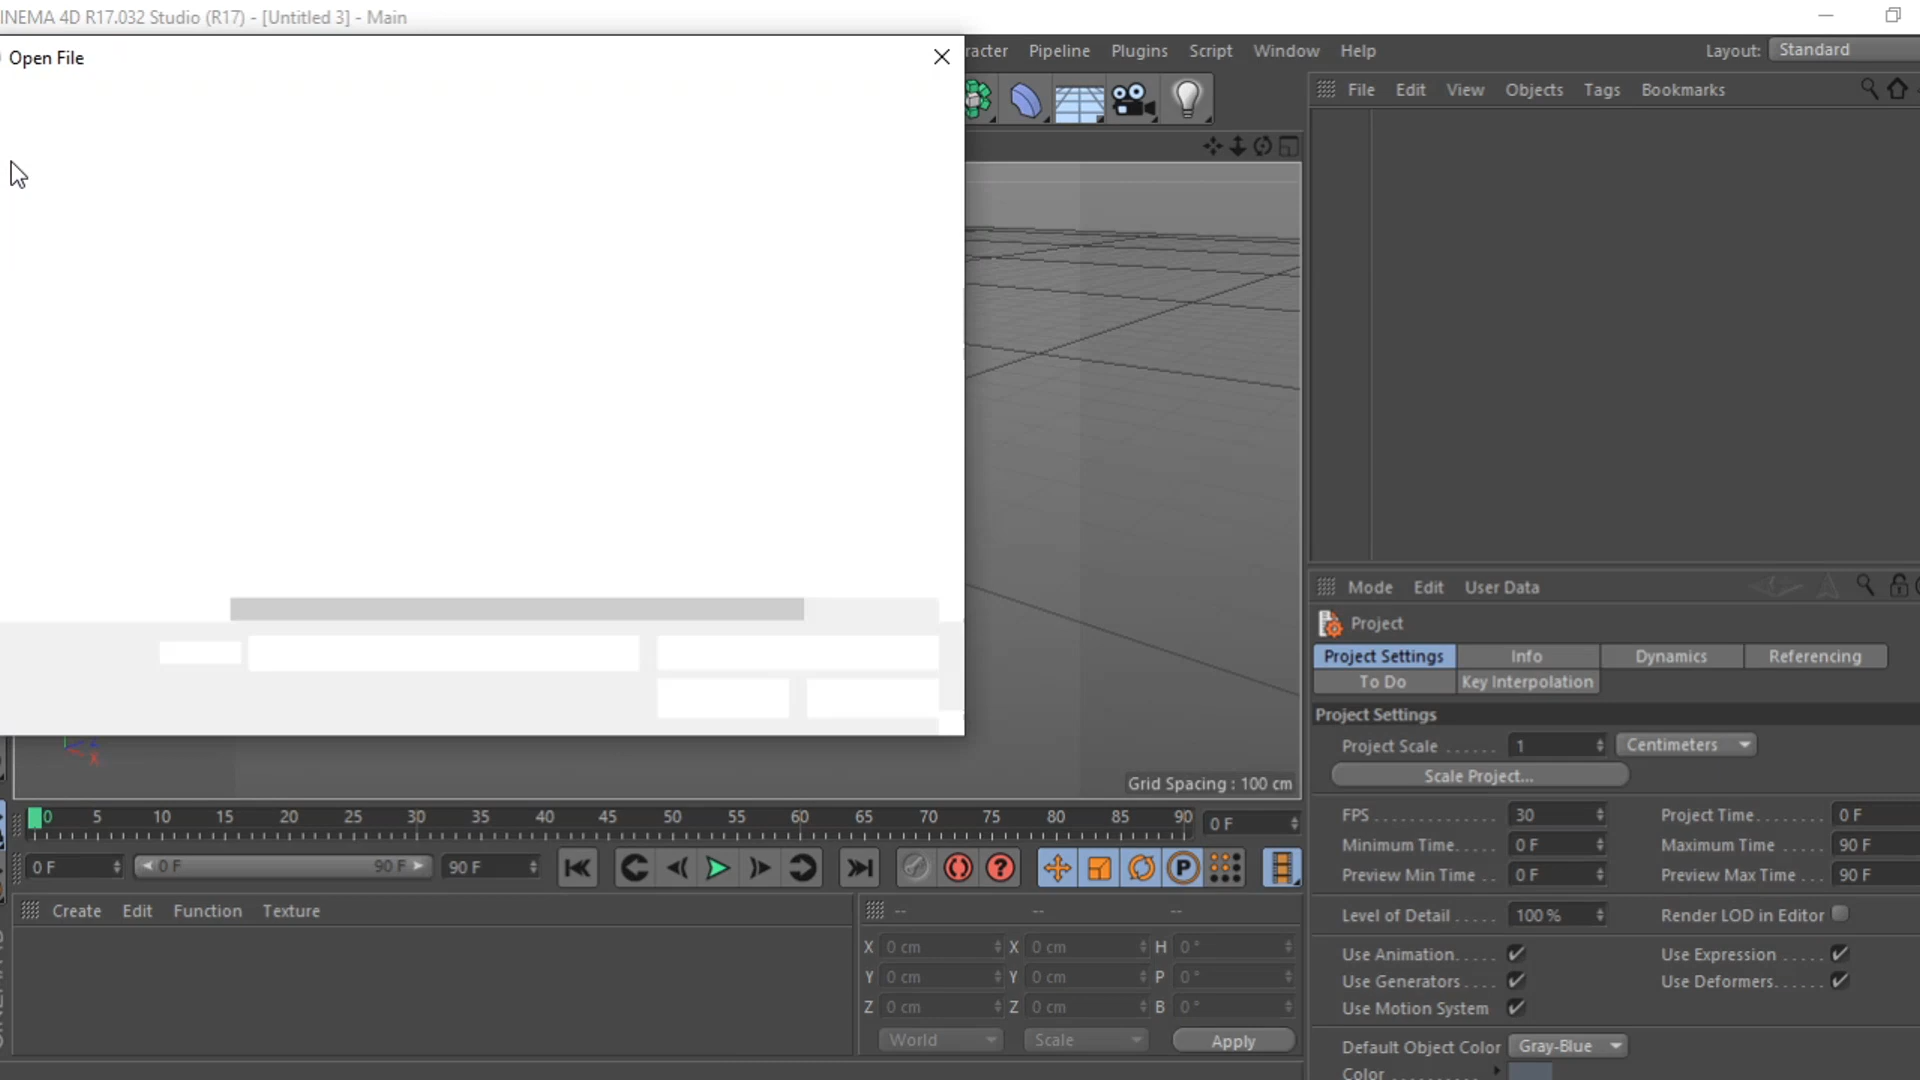 INEMA 4D R17.032 Studio (R17) - [Untitled 3] - Main
Open File
racter Pipeline Plugins Script Window Help
Layout: Standard
File Edit View Objects Tags Bookmarks
Grid Spacing : 100 cm
0 5 10 15 20 25 30 35 40 45 50 55 60 65 70 75 80 85 90 0 F
0 F 0 F 90 F 90 F
Create Edit Function Texture
-- -- --
X 0 cm X 0 cm H 0 °
Y 0 cm Y 0 cm P 0 °
Z 0 cm Z 0 cm B 0 °
World Scale Apply
Mode Edit User Data
Project
Project Settings Info Dynamics Referencing
To Do Key Interpolation
Project Settings
Project Scale ...... 1 Centimeters
Scale Project...
FPS ............. 30 Project Time........ 0 F
Minimum Time..... 0 F Maximum Time ..... 90 F
Preview Min Time .. 0 F Preview Max Time ... 90 F
Level of Detail ..... 100 % Render LOD in Editor
Use Animation..... Use Expression .....
Use Generators.... Use Deformers......
Use Motion System
Default Object Color Gray-Blue
Color ..........